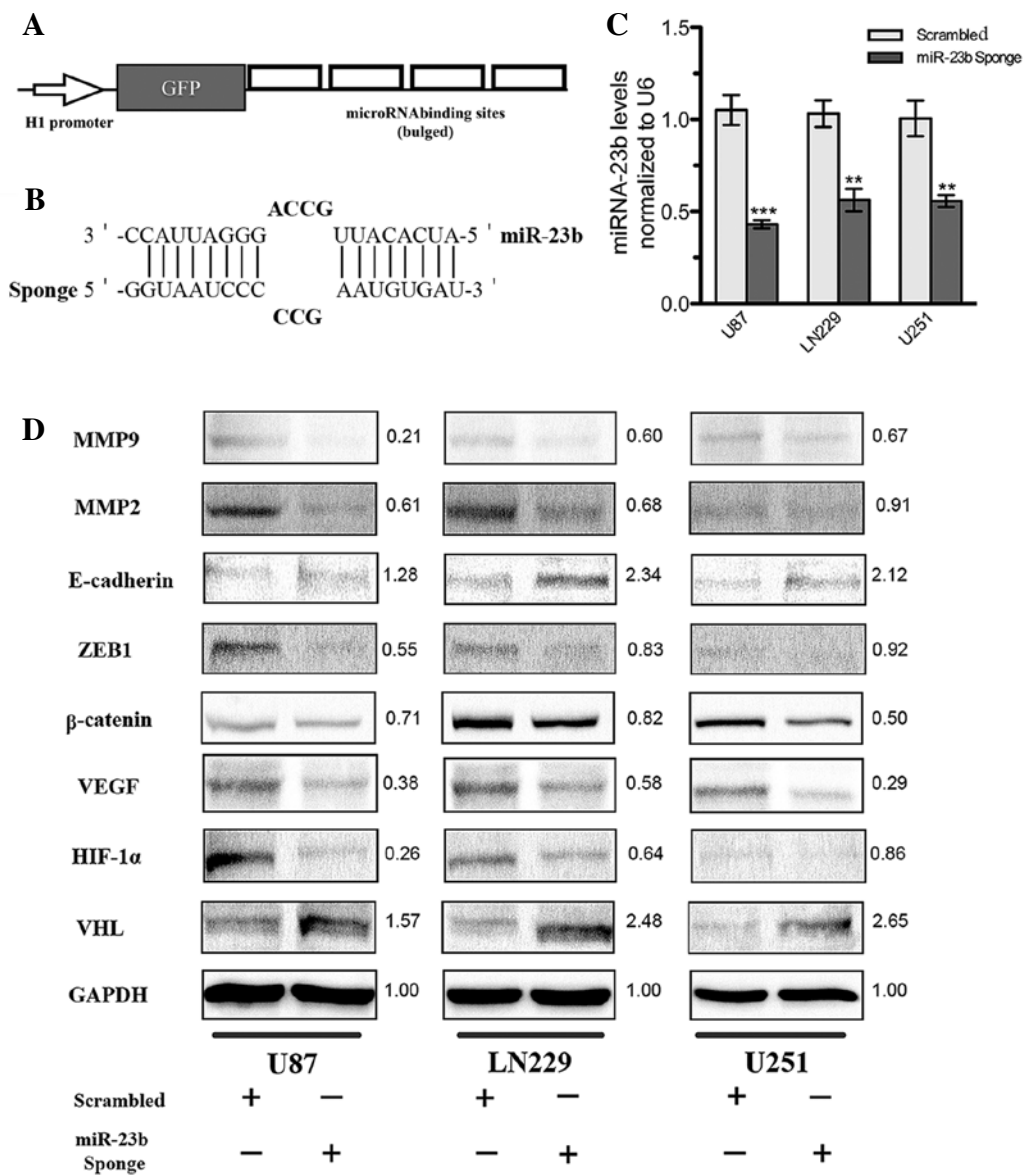 A
GFP
H1 promoter
microRNAbinding sites
(bulged)
B
ACCG
3 ' -CCAUUAGGG UUACACUA-5 ' miR-23b
Sponge 5 ' -GGUAAUCCC AAUGUGAU-3 '
CCG
C
miRNA-23b levels
normalized to U6
1.5
1.0
0.5
0.0
Scrambled
miR-23b Sponge
*** ** **
U87 LN229 U251
D
MMP9 0.21 0.60 0.67
MMP2 0.61 0.68 0.91
E-cadherin 1.28 2.34 2.12
ZEB1 0.55 0.83 0.92
β-catenin 0.71 0.82 0.50
VEGF 0.38 0.58 0.29
HIF-1α 0.26 0.64 0.86
VHL 1.57 2.48 2.65
GAPDH 1.00 1.00 1.00
U87 LN229 U251
Scrambled + − + − + −
miR-23b
Sponge − + − + − +